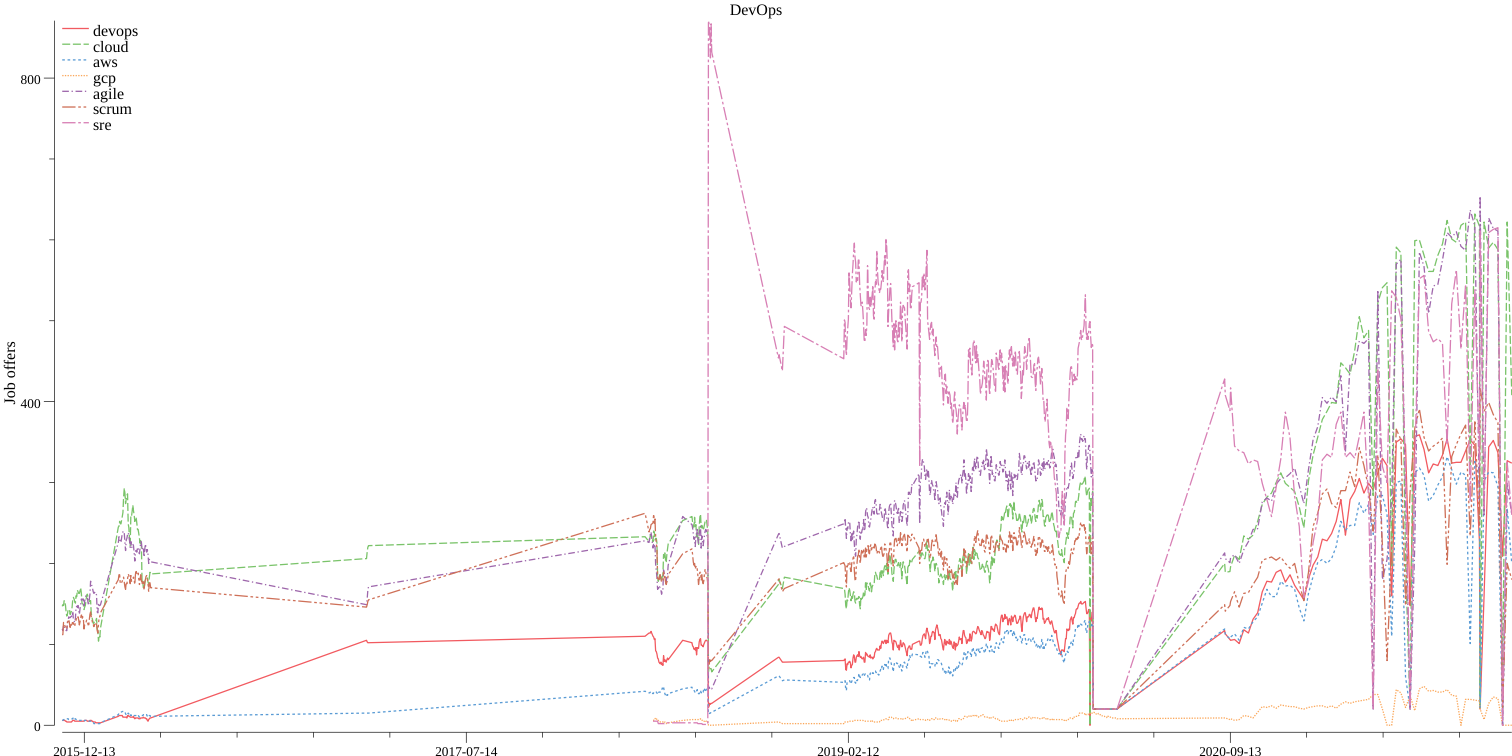 DevOps
devops
cloud
aws
gcp
agile
scrum
sre
800
400
0
Job offers
2015-12-13
2017-07-14
2019-02-12
2020-09-13